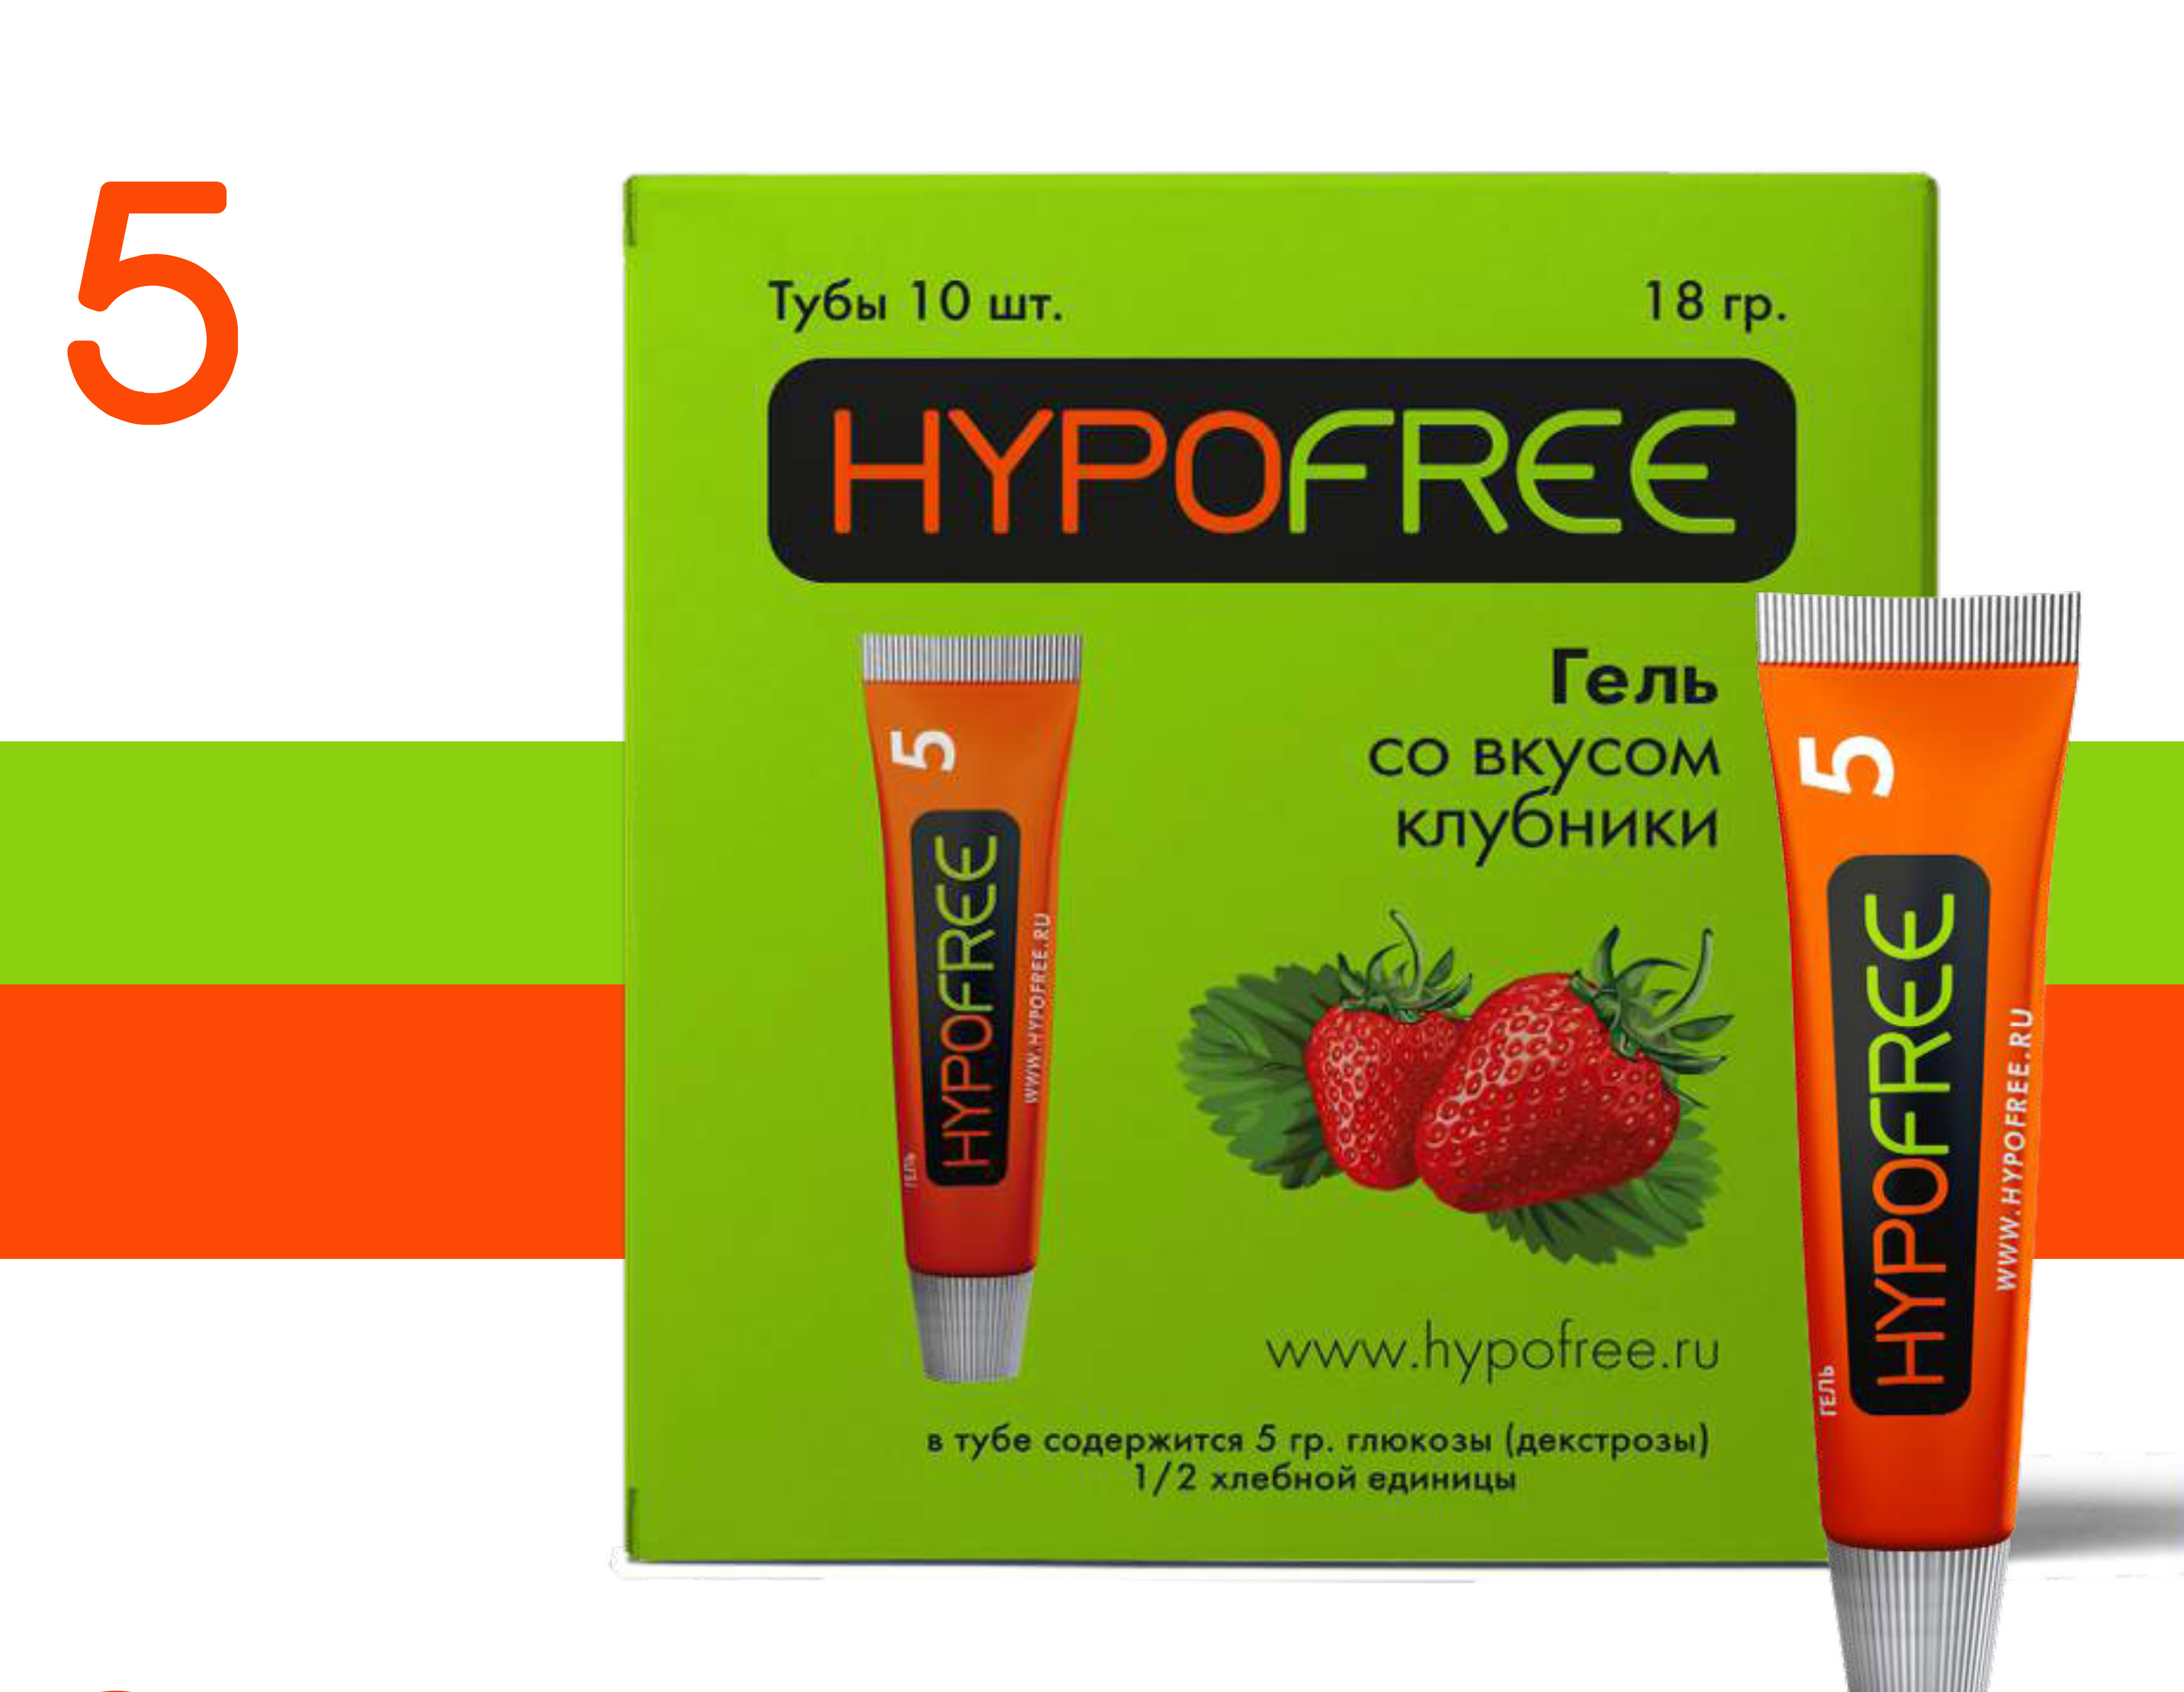 5
Тубы 10 шт.
18 гр.
HYPOFREE
Гель
со вкусом
клубники
5
HYPOFREE
WWW.HYPOFREE.RU
ГЕЛЬ
www.hypofree.ru
в тубе содержится 5 гр. глюкозы (декстрозы)
1/2 хлебной единицы
5
HYPOFREE
WWW.HYPOFREE.RU
ГЕЛЬ